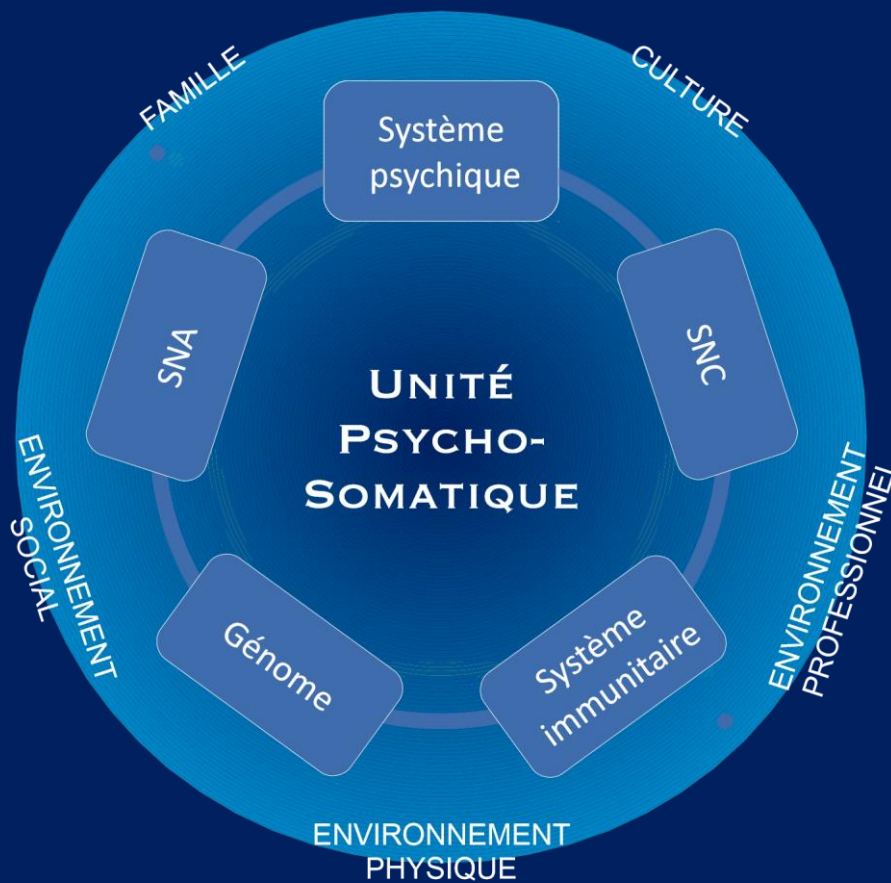 FAMILLE
CULTURE
Système
psychique
SNA
SNC
UNITÉ
PSYCHO-
SOMATIQUE
ENVIRONNEMENT
SOCIAL
ENVIRONNEMENT
PROFESSIONNEL
Génome
Système
immunitaire
ENVIRONNEMENT
PHYSIQUE